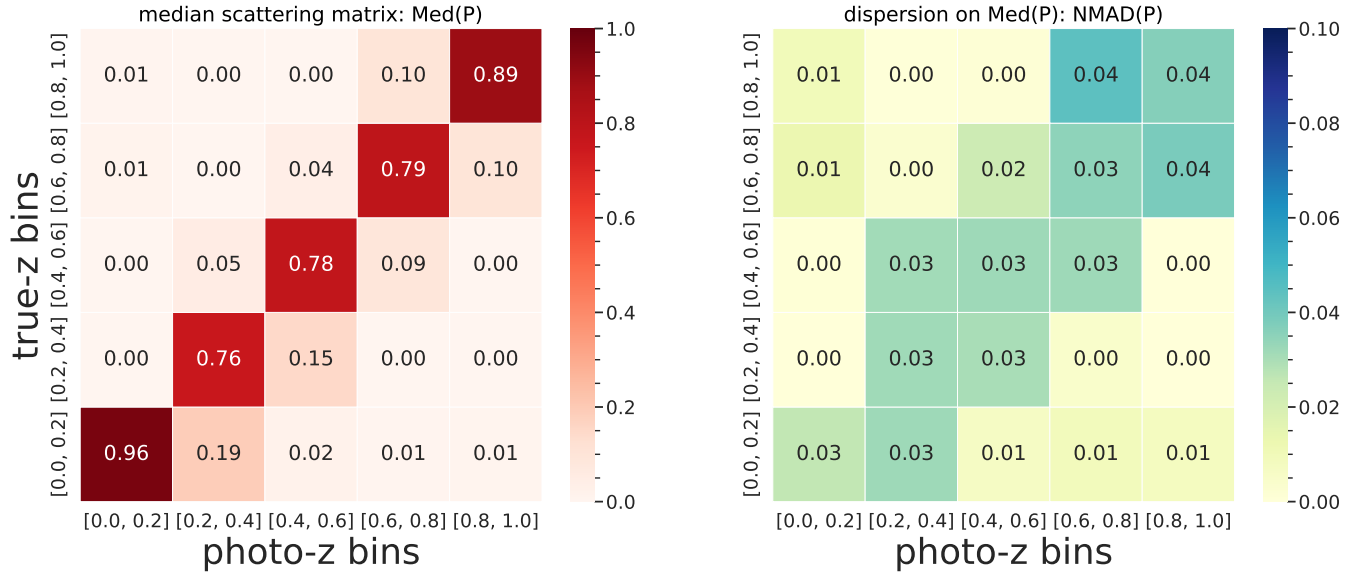 median scattering matrix: Med(P)
true-z bins
[0.8, 1.0]
[0.6, 0.8]
[0.4, 0.6]
[0.2, 0.4]
[0.0, 0.2]
0.01 0.00 0.00 0.10 0.89
0.01 0.00 0.04 0.79 0.10
0.00 0.05 0.78 0.09 0.00
0.00 0.76 0.15 0.00 0.00
0.96 0.19 0.02 0.01 0.01
[0.0, 0.2] [0.2, 0.4] [0.4, 0.6] [0.6, 0.8] [0.8, 1.0]
photo-z bins
1.0
0.8
0.6
0.4
0.2
0.0
dispersion on Med(P): NMAD(P)
[0.8, 1.0]
[0.6, 0.8]
[0.4, 0.6]
[0.2, 0.4]
[0.0, 0.2]
0.01 0.00 0.00 0.04 0.04
0.01 0.00 0.02 0.03 0.04
0.00 0.03 0.03 0.03 0.00
0.00 0.03 0.03 0.00 0.00
0.03 0.03 0.01 0.01 0.01
[0.0, 0.2] [0.2, 0.4] [0.4, 0.6] [0.6, 0.8] [0.8, 1.0]
photo-z bins
0.10
0.08
0.06
0.04
0.02
0.00